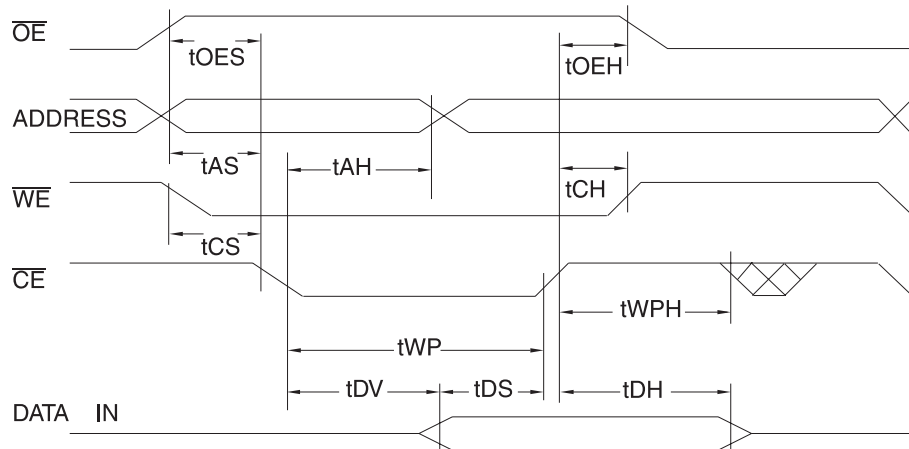 OE
tOES
tOEH
ADDRESS
tAS
tAH
tCH
WE
tCS
CE
tWPH
tWP
tDV
tDS
tDH
DATA IN